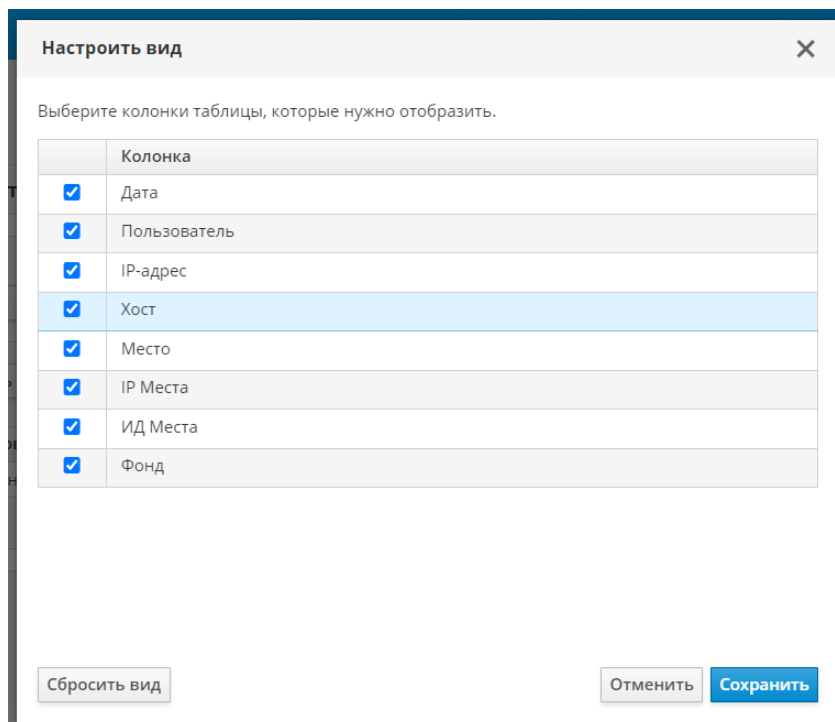 Настроить вид
Выберите колонки таблицы, которые нужно отобразить.
Колонка
Дата
Пользователь
IP-адрес
Хост
Место
IP Места
ИД Места
Фонд
Сбросить вид
Отменить
Сохранить